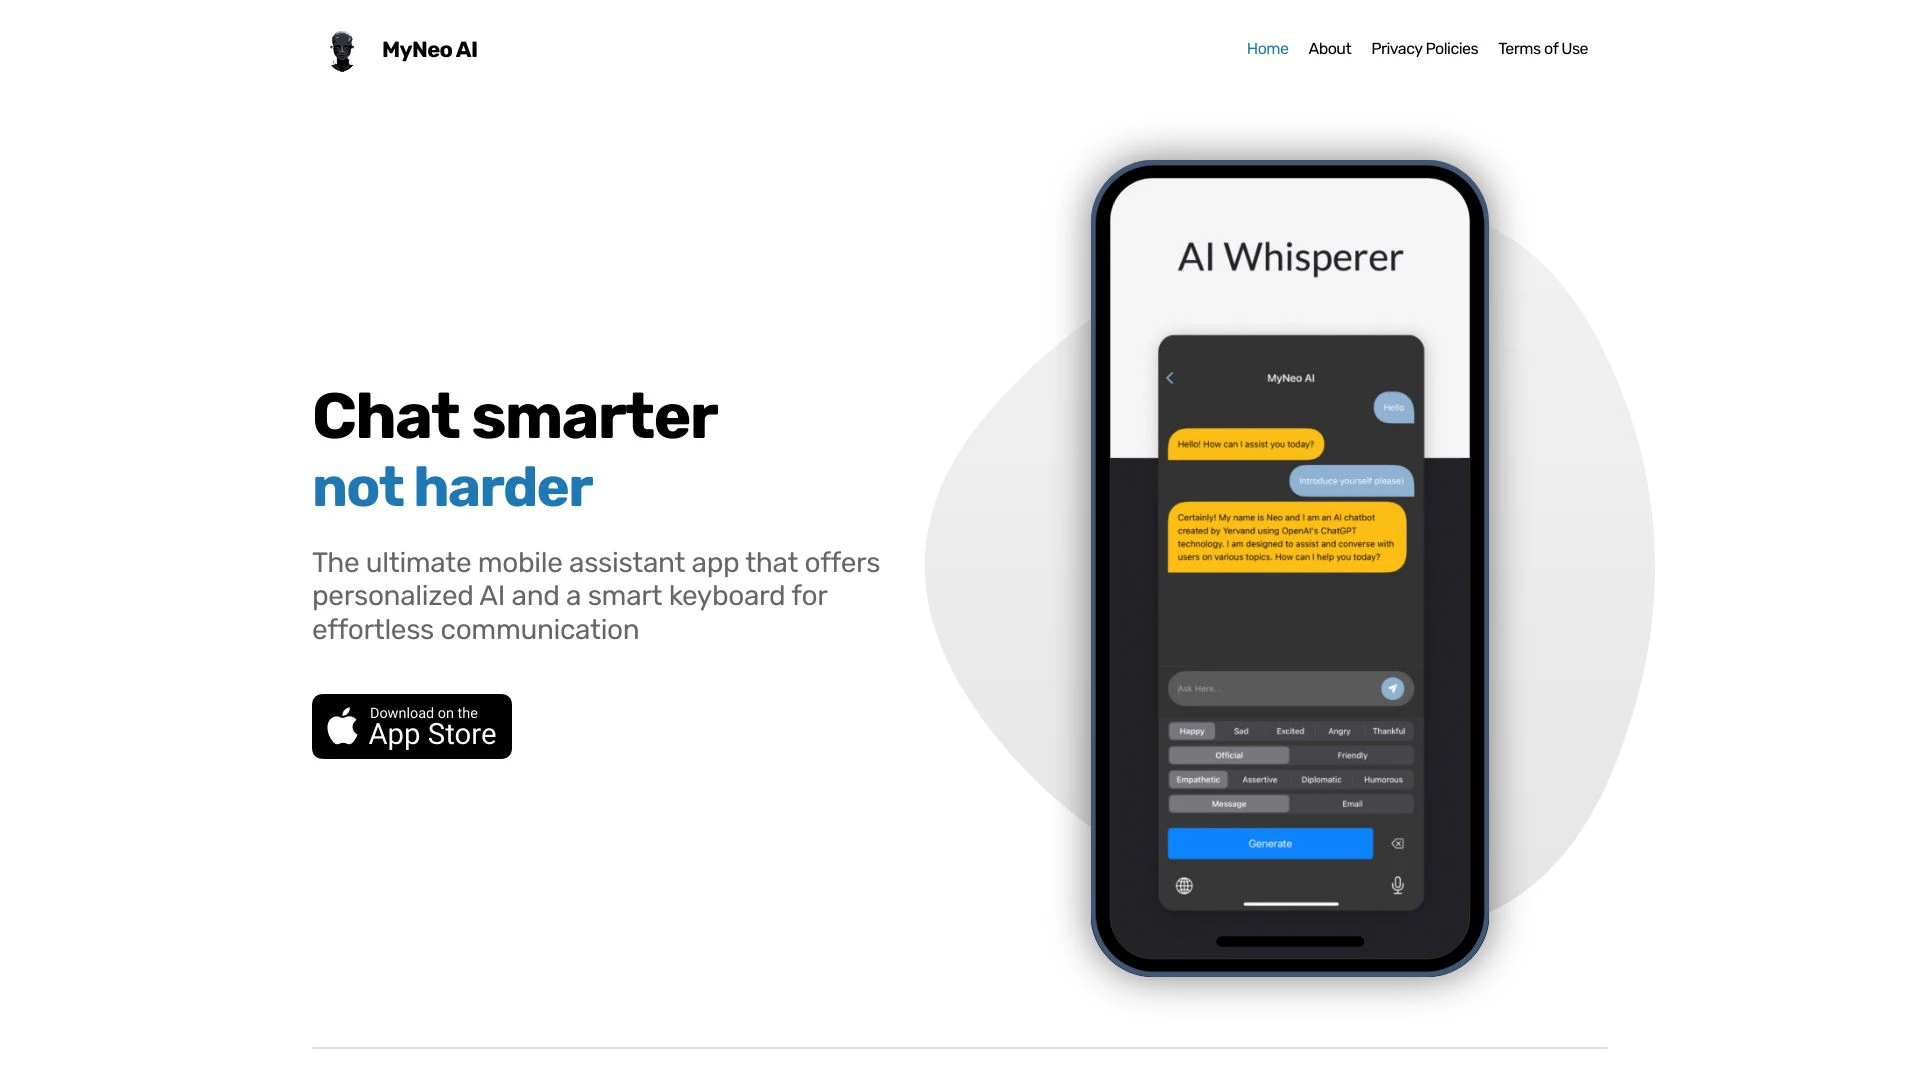 MyNeo AI
Home About Privacy Policies Terms of Use
Chat smarter
not harder
The ultimate mobile assistant app that offers
personalized AI and a smart keyboard for
effortless communication
Download on the
App Store
AI Whisperer
MyNeo AI
Hello
Hello! How can I assist you today?
Introduce yourself please)
Certainly! My name is Neo and I am an AI chatbot
created by Yervand using OpenAI's ChatGPT
technology. I am designed to assist and converse with
users on various topics. How can I help you today?
Ask Here...
Happy Sad Excited Angry Thankful
Official Friendly
Empathetic Assertive Diplomatic Humorous
Message Email
Generate